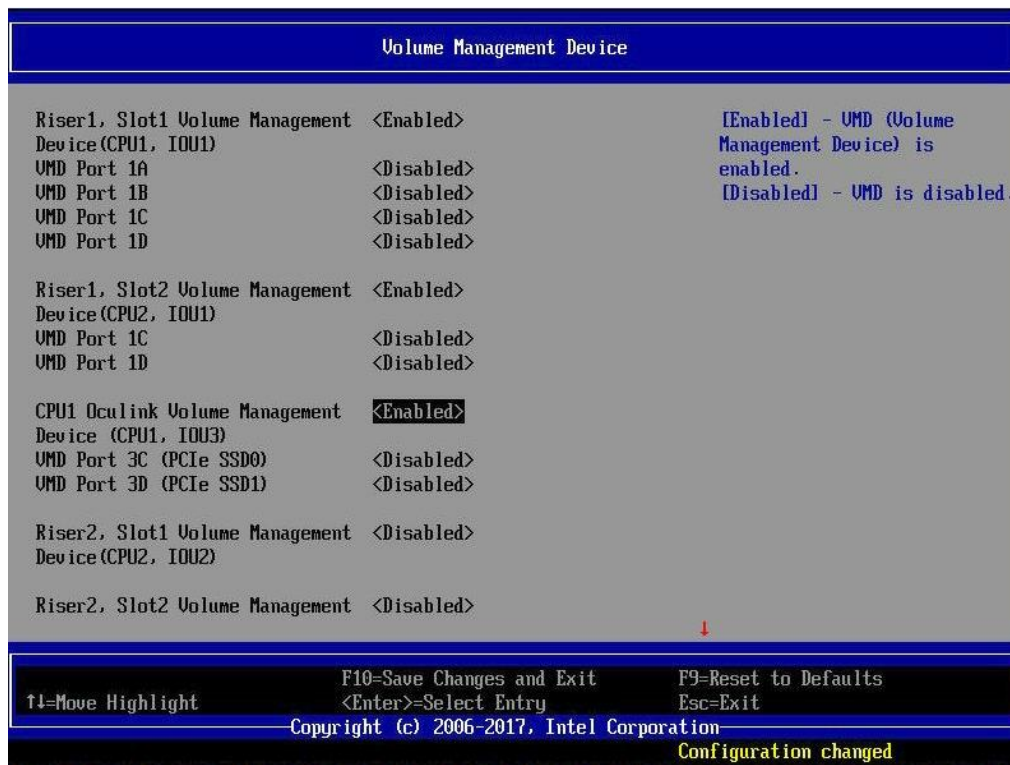 Volume Management Device
Riser1, Slot1 Volume Management <Enabled>
Device(CPU1, IOU1)
VMD Port 1A <Disabled>
VMD Port 1B <Disabled>
VMD Port 1C <Disabled>
VMD Port 1D <Disabled>
Riser1, Slot2 Volume Management <Enabled>
Device(CPU2, IOU1)
VMD Port 1C <Disabled>
VMD Port 1D <Disabled>
CPU1 Oculink Volume Management <Enabled>
Device (CPU1, IOU3)
VMD Port 3C (PCIe SSD0) <Disabled>
VMD Port 3D (PCIe SSD1) <Disabled>
Riser2, Slot1 Volume Management <Disabled>
Device(CPU2, IOU2)
Riser2, Slot2 Volume Management <Disabled>
[Enabled] - VMD (Volume
Management Device) is
enabled.
[Disabled] - VMD is disabled.
↓
F10=Save Changes and Exit F9=Reset to Defaults
↑↓=Move Highlight <Enter>=Select Entry Esc=Exit
Copyright (c) 2006-2017, Intel Corporation
Configuration changed